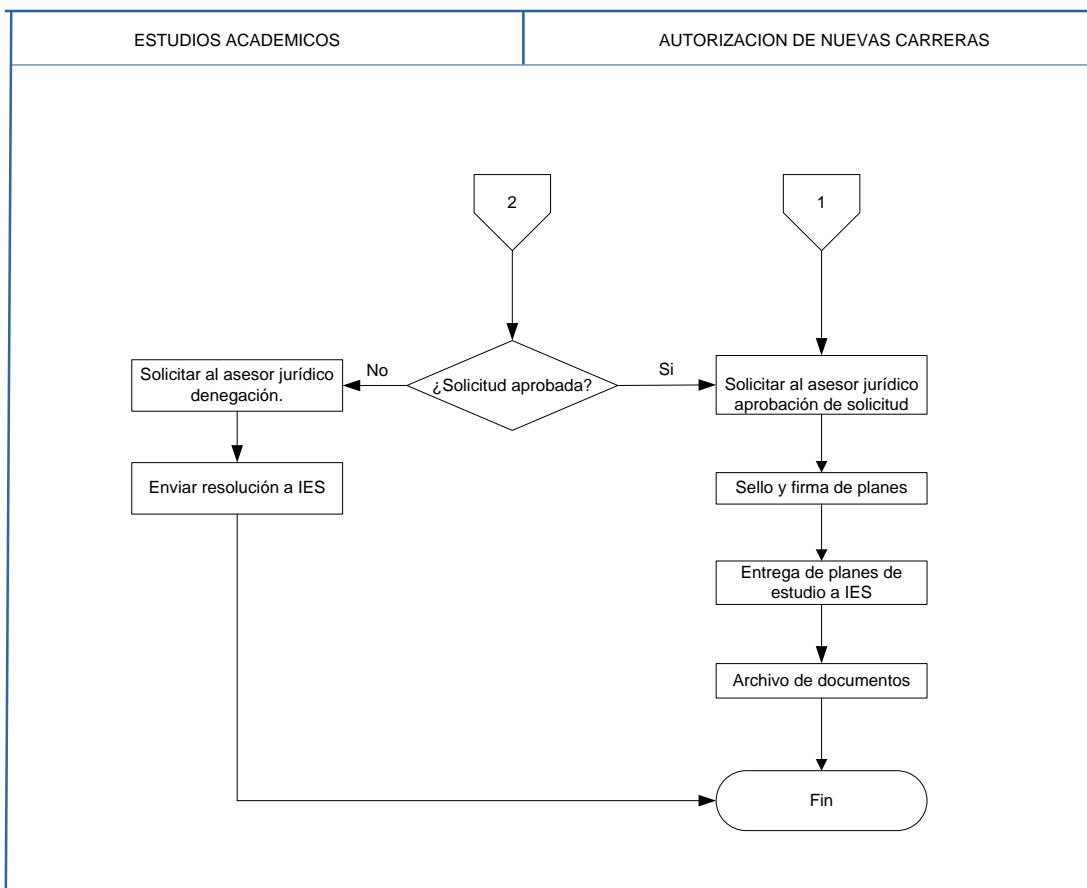 ESTUDIOS ACADEMICOS
AUTORIZACION DE NUEVAS CARRERAS
2
1
¿Solicitud aprobada?
No
Si
Solicitar al asesor jurídico
denegación.
Solicitar al asesor jurídico
aprobación de solicitud
Enviar resolución a IES
Sello y firma de planes
Entrega de planes de
estudio a IES
Archivo de documentos
Fin